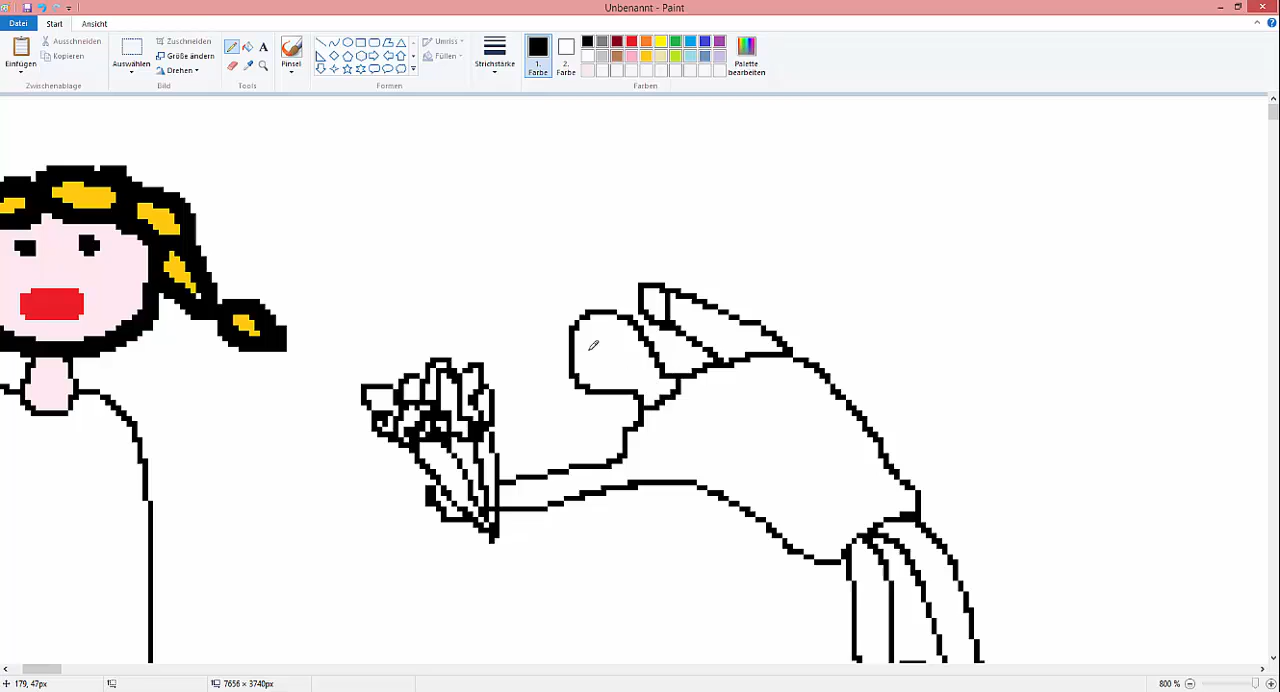 Unbenannt - Paint
Datei Start Ansicht
Einfügen
Ausschneiden
Kopieren
Zwischenablage
Auswählen
Zuschneiden
Größe ändern
Drehen
Bild
A
Tools
Pinsel
Umriss
Füllen
Formen
Strichstärke
1. Farbe
2. Farbe
Palette bearbeiten
Farben
179, 47px
7656 × 3740px
800 %